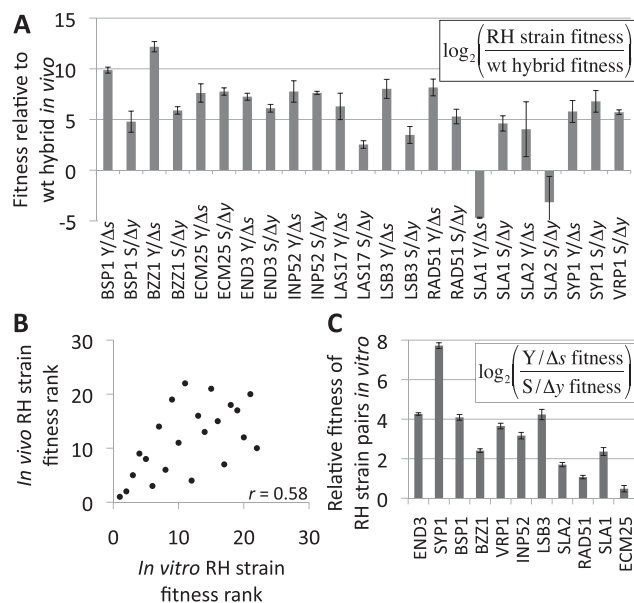 A
Fitness relative to
wt hybrid in vivo
log2(RH strain fitness / wt hybrid fitness)
15
10
5
0
-5
BSP1 Y/Δs
BSP1 S/Δy
BZZ1 Y/Δs
BZZ1 S/Δy
ECM25 Y/Δs
ECM25 S/Δy
END3 Y/Δs
END3 S/Δy
INP52 Y/Δs
INP52 S/Δy
LAS17 Y/Δs
LAS17 S/Δy
LSB3 Y/Δs
LSB3 S/Δy
RAD51 Y/Δs
RAD51 S/Δy
SLA1 Y/Δs
SLA1 S/Δy
SLA2 Y/Δs
SLA2 S/Δy
SYP1 Y/Δs
SYP1 S/Δy
VRP1 S/Δy
B
In vivo RH strain
fitness rank
30
20
10
0
r = 0.58
0 10 20 30
In vitro RH strain
fitness rank
C
Relative fitness of
RH strain pairs in vitro
log2(Y/Δs fitness / S/Δy fitness)
8
6
4
2
0
END3
SYP1
BSP1
BZZ1
VRP1
INP52
LSB3
SLA2
RAD51
SLA1
ECM25